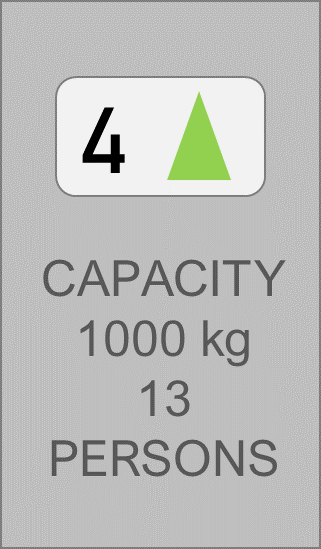 4
CAPACITY
1000 kg
13
PERSONS